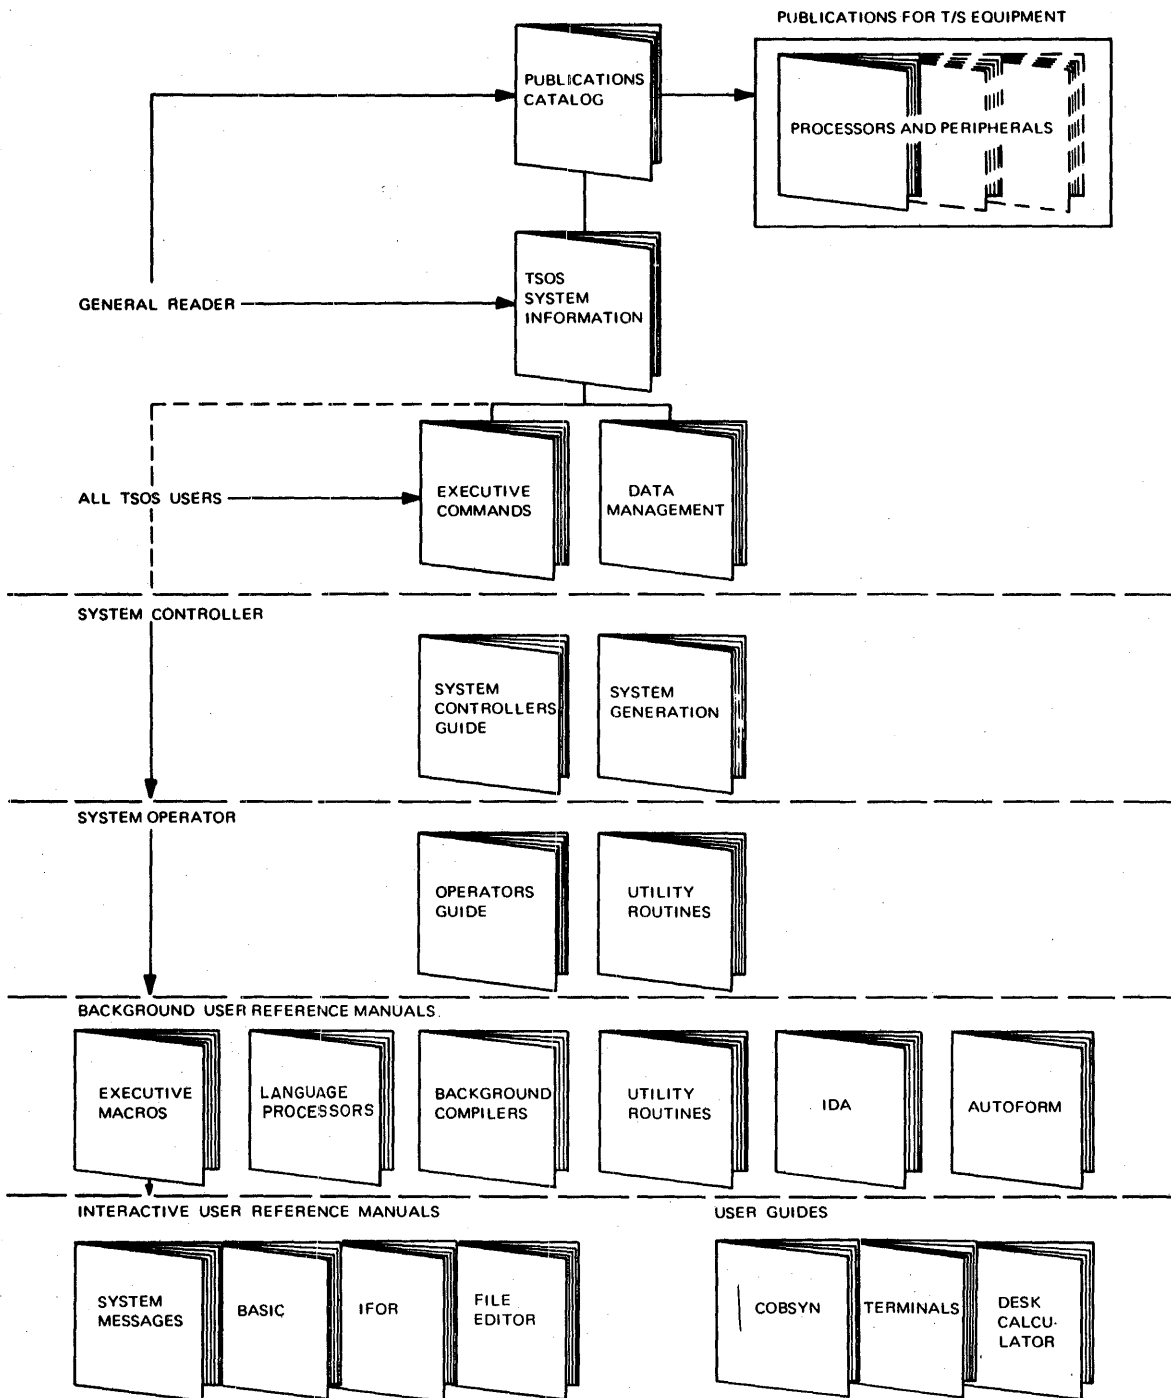 PUBLICATIONS FOR T/S EQUIPMENT
PUBLICATIONS
CATALOG
PROCESSORS AND PERIPHERALS
TSOS
SYSTEM
INFORMATION
GENERAL READER
ALL TSOS USERS
EXECUTIVE
COMMANDS
DATA
MANAGEMENT
SYSTEM CONTROLLER
SYSTEM
CONTROLLERS
GUIDE
SYSTEM
GENERATION
SYSTEM OPERATOR
OPERATORS
GUIDE
UTILITY
ROUTINES
BACKGROUND USER REFERENCE MANUALS
EXECUTIVE
MACROS
LANGUAGE
PROCESSORS
BACKGROUND
COMPILERS
UTILITY
ROUTINES
IDA
AUTOFORM
INTERACTIVE USER REFERENCE MANUALS
USER GUIDES
SYSTEM
MESSAGES
BASIC
IFOR
FILE
EDITOR
COBSYN
TERMINALS
DESK
CALCU-
LATOR